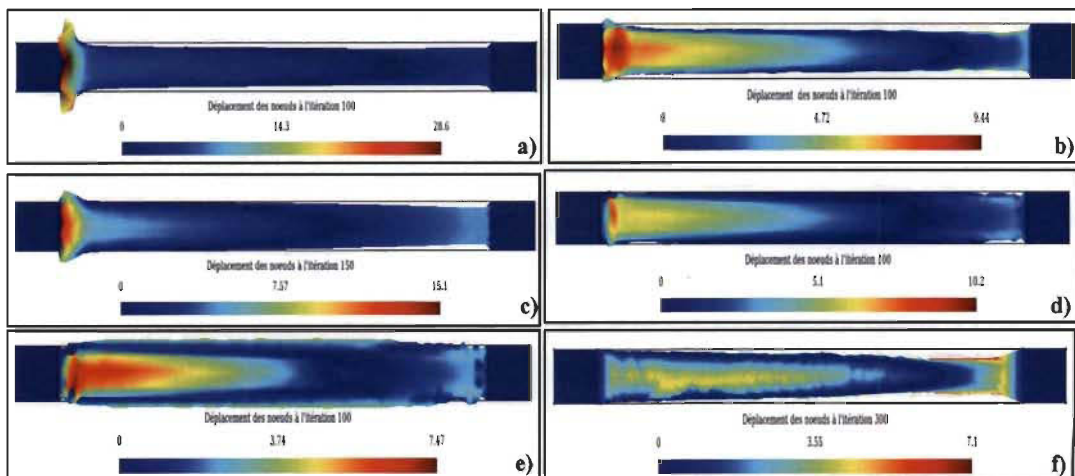 Déplacement des noeuds à l'itération 100
0 14.3 28.6
a)
Déplacement des noeuds à l'itération 100
0 4.72 9.44
b)
Déplacement des noeuds à l'itération 150
0 7.57 15.1
c)
Déplacement des noeuds à l'itération 100
0 5.1 10.2
d)
Déplacement des noeuds à l'itération 100
0 3.74 7.47
e)
Déplacement des noeuds à l'itération 300
0 3.55 7.1
f)